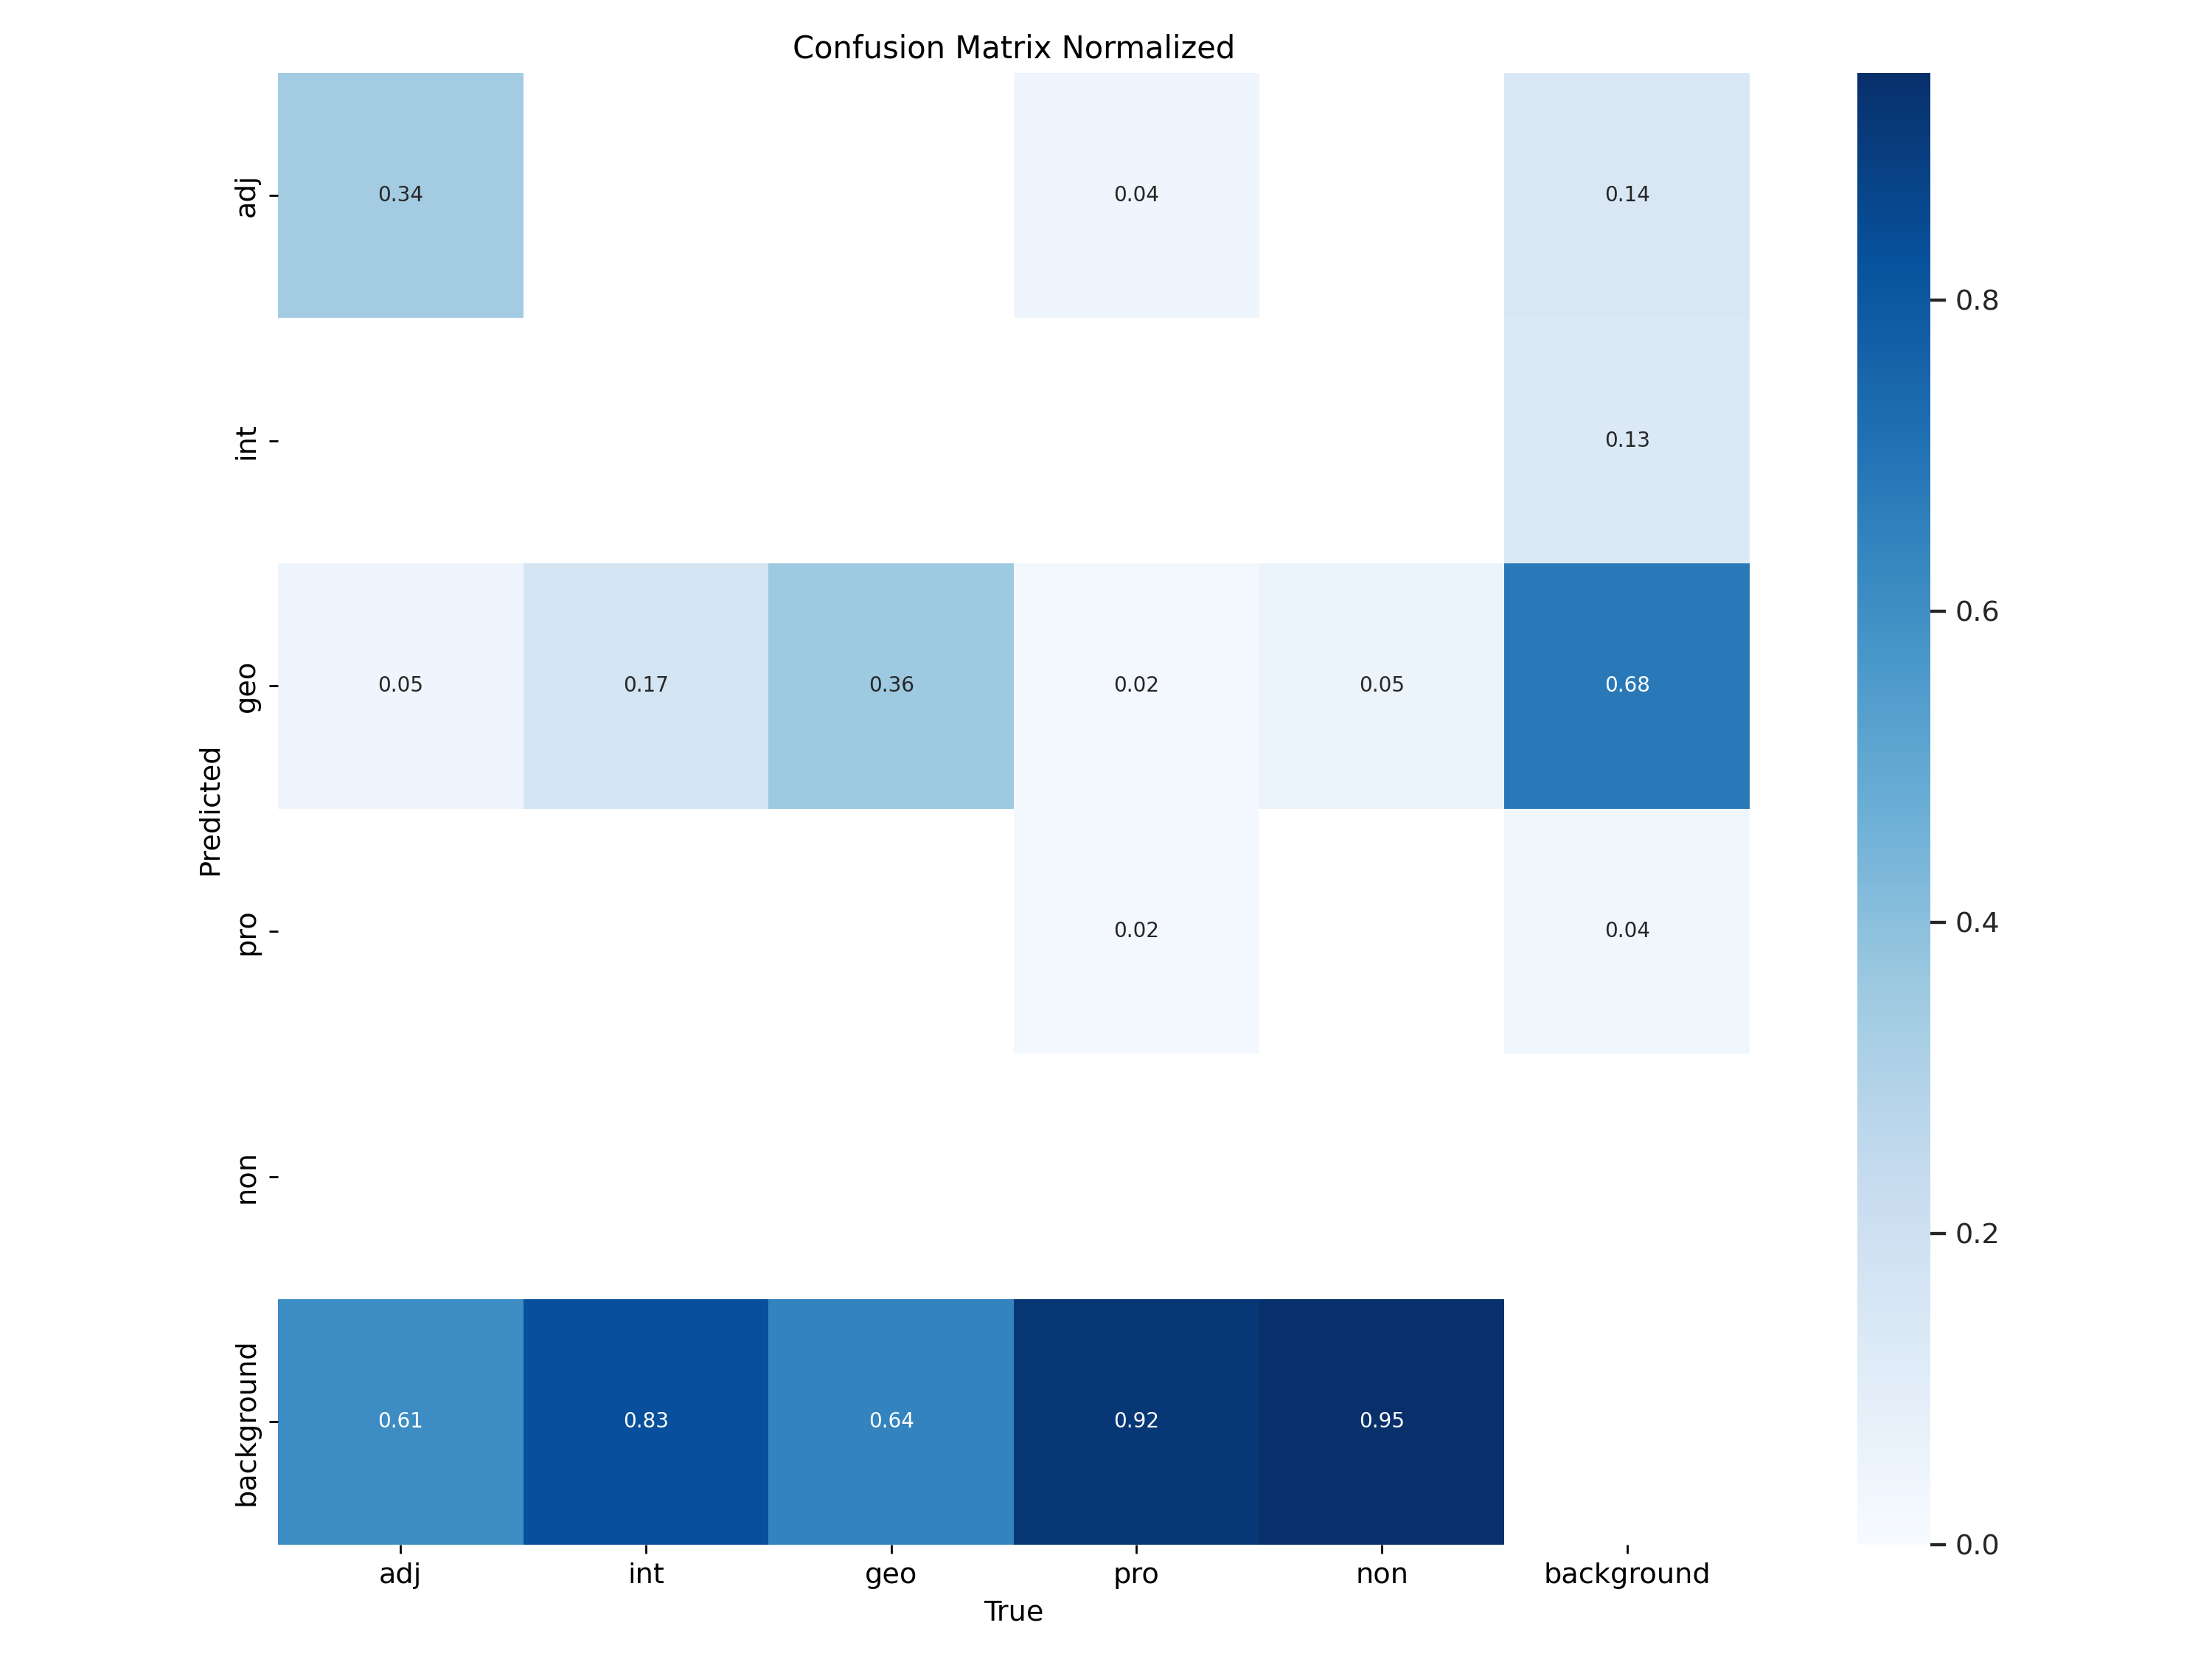 Confusion Matrix Normalized
adj 0.34 0.04 0.14
int 0.13
geo 0.05 0.17 0.36 0.02 0.05 0.68
pro 0.02 0.04
non
background 0.61 0.83 0.64 0.92 0.95
adj int geo pro non background
True
Predicted
0.8
0.6
0.4
0.2
0.0